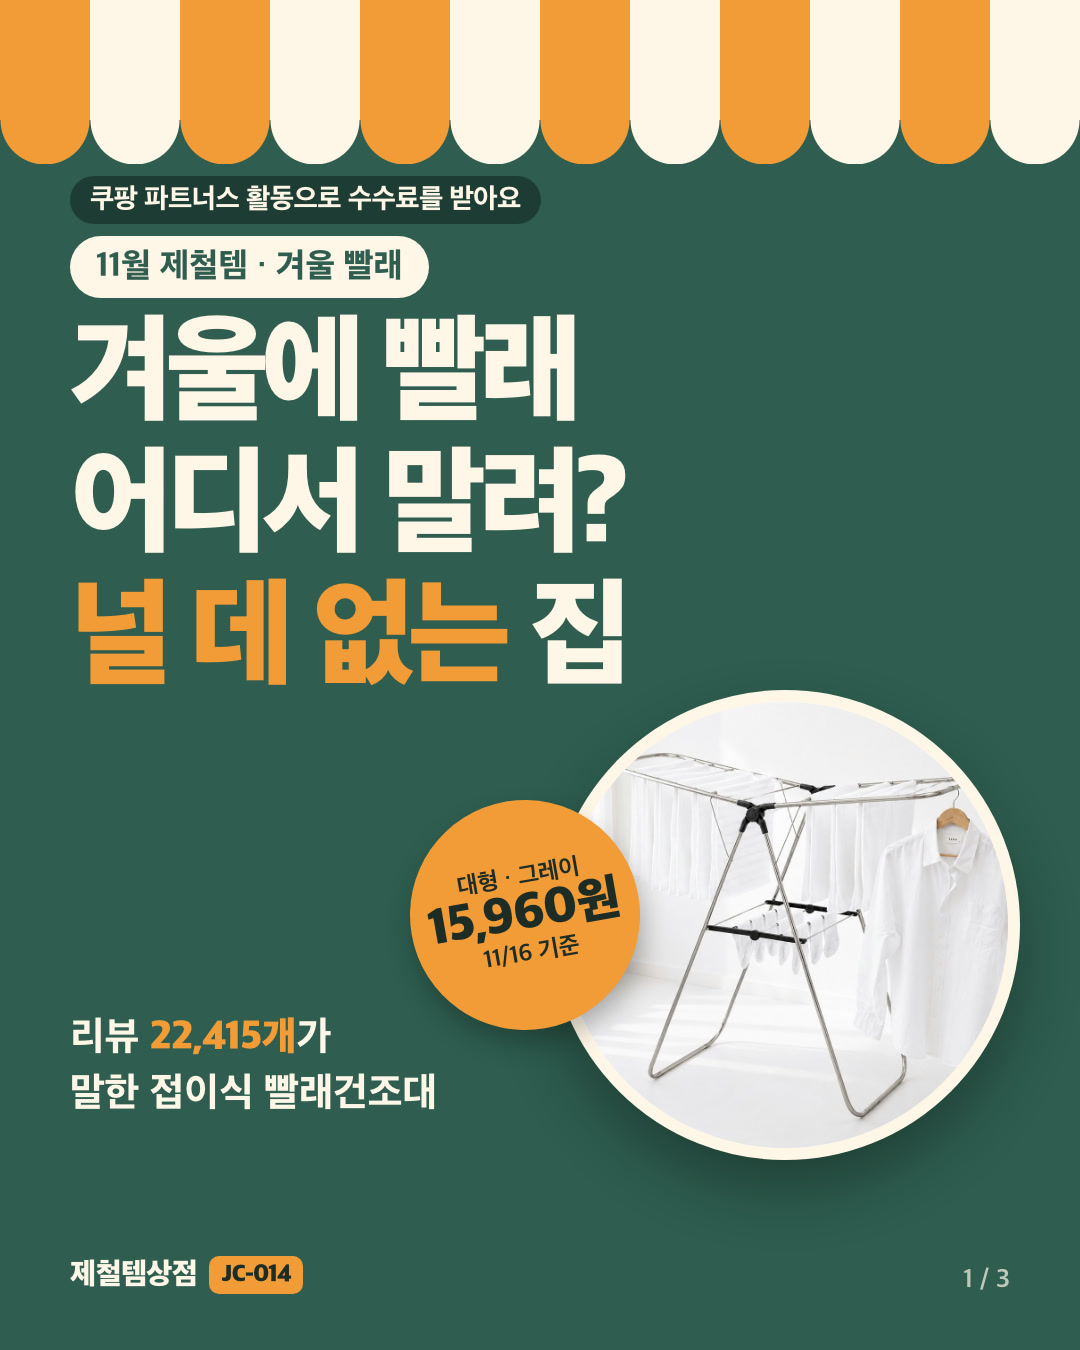 쿠팡 파트너스 활동으로 수수료를 받아요
11월 제철템 · 겨울 빨래
겨울에 빨래
어디서 말려?
널 데 없는 집
대형 · 그레이
15,960원
11/16 기준
리뷰 22,415개가
말한 접이식 빨래건조대
제철템상점 JC-014
1 / 3